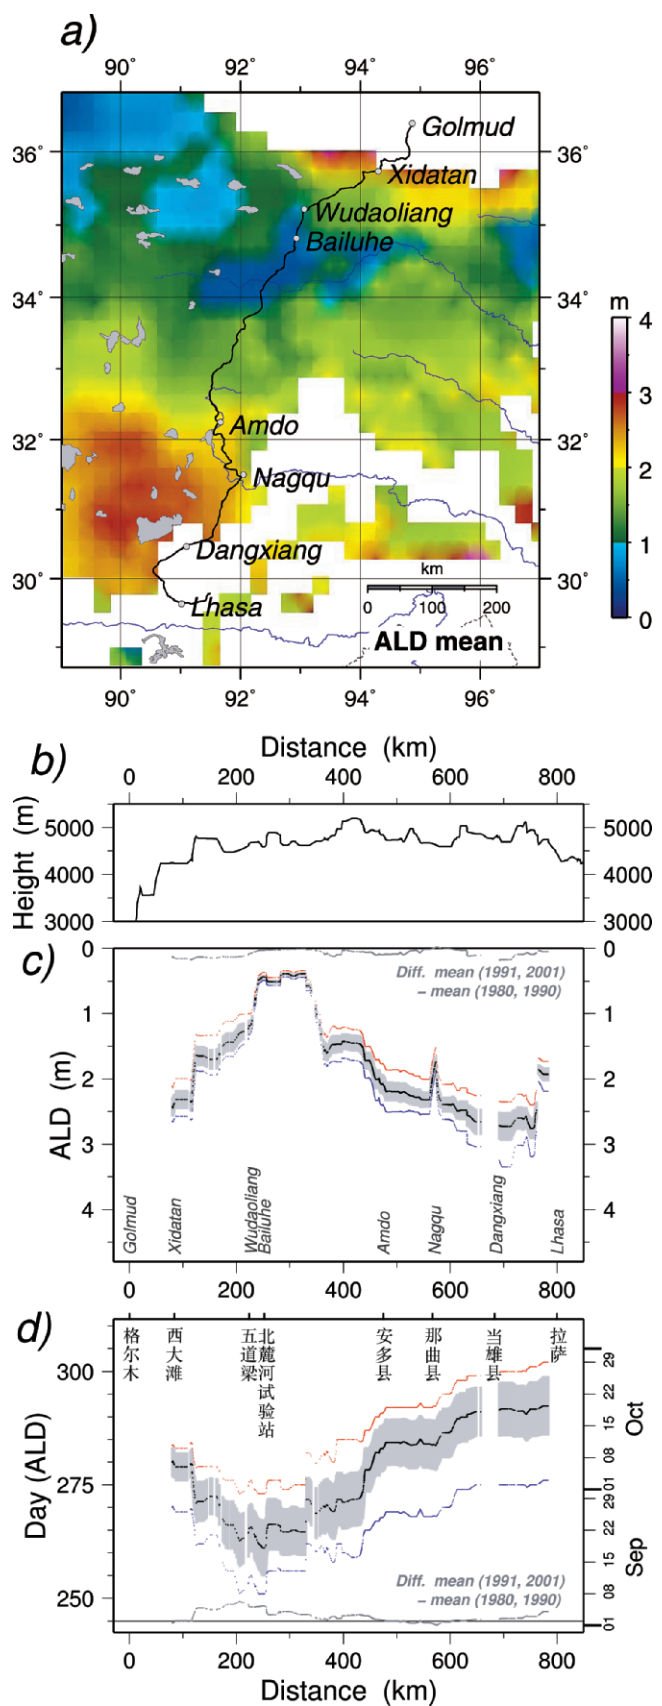 a)
90° 92° 94° 96°
36°
34°
32°
30°
Golmud
Xidatan
Wudaoliang
Bailuhe
Amdo
Nagqu
Dangxiang
Lhasa
km
0 100 200
ALD mean
90° 92° 94° 96°
m
4
3
2
1
0
b)
Distance (km)
0 200 400 600 800
Height (m)
5000 5000
4000 4000
3000 3000
c)
Diff. mean (1991, 2001)
– mean (1980, 1990)
ALD (m)
0 0
1 1
2 2
3 3
4 4
Golmud
Xidatan
Wudaoliang
Bailuhe
Amdo
Nagqu
Dangxiang
Lhasa
0 200 400 600 800
d)
格尔木
西大滩
五道梁
北麓河试验站
安多县
那曲县
当雄县
拉萨
Day (ALD)
300
275
250
29
22
15
08
01
29
22
15
08
01
Oct
Sep
Diff. mean (1991, 2001)
– mean (1980, 1990)
0 200 400 600 800
Distance (km)